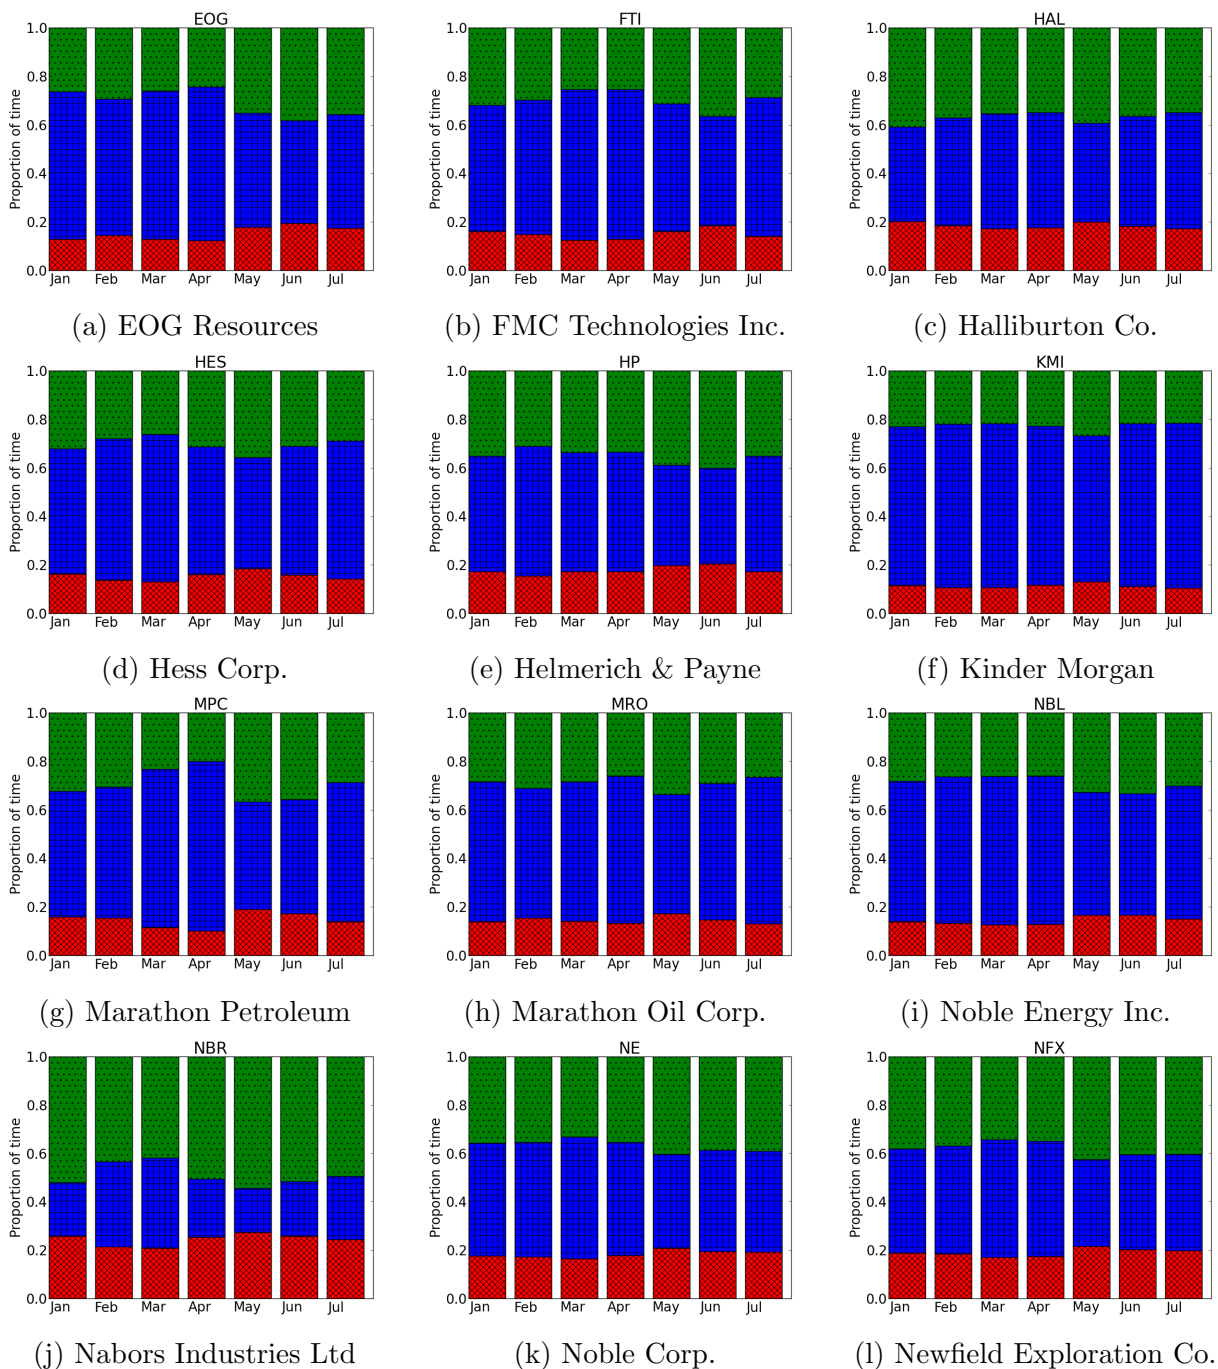 EOG
1.0
0.8
0.6
0.4
0.2
0.0
Proportion of time
Jan Feb Mar Apr May Jun Jul
(a) EOG Resources
FTI
1.0
0.8
0.6
0.4
0.2
0.0
Proportion of time
Jan Feb Mar Apr May Jun Jul
(b) FMC Technologies Inc.
HAL
1.0
0.8
0.6
0.4
0.2
0.0
Proportion of time
Jan Feb Mar Apr May Jun Jul
(c) Halliburton Co.
HES
1.0
0.8
0.6
0.4
0.2
0.0
Proportion of time
Jan Feb Mar Apr May Jun Jul
(d) Hess Corp.
HP
1.0
0.8
0.6
0.4
0.2
0.0
Proportion of time
Jan Feb Mar Apr May Jun Jul
(e) Helmerich & Payne
KMI
1.0
0.8
0.6
0.4
0.2
0.0
Proportion of time
Jan Feb Mar Apr May Jun Jul
(f) Kinder Morgan
MPC
1.0
0.8
0.6
0.4
0.2
0.0
Proportion of time
Jan Feb Mar Apr May Jun Jul
(g) Marathon Petroleum
MRO
1.0
0.8
0.6
0.4
0.2
0.0
Proportion of time
Jan Feb Mar Apr May Jun Jul
(h) Marathon Oil Corp.
NBL
1.0
0.8
0.6
0.4
0.2
0.0
Proportion of time
Jan Feb Mar Apr May Jun Jul
(i) Noble Energy Inc.
NBR
1.0
0.8
0.6
0.4
0.2
0.0
Proportion of time
Jan Feb Mar Apr May Jun Jul
(j) Nabors Industries Ltd
NE
1.0
0.8
0.6
0.4
0.2
0.0
Proportion of time
Jan Feb Mar Apr May Jun Jul
(k) Noble Corp.
NFX
1.0
0.8
0.6
0.4
0.2
0.0
Proportion of time
Jan Feb Mar Apr May Jun Jul
(l) Newfield Exploration Co.